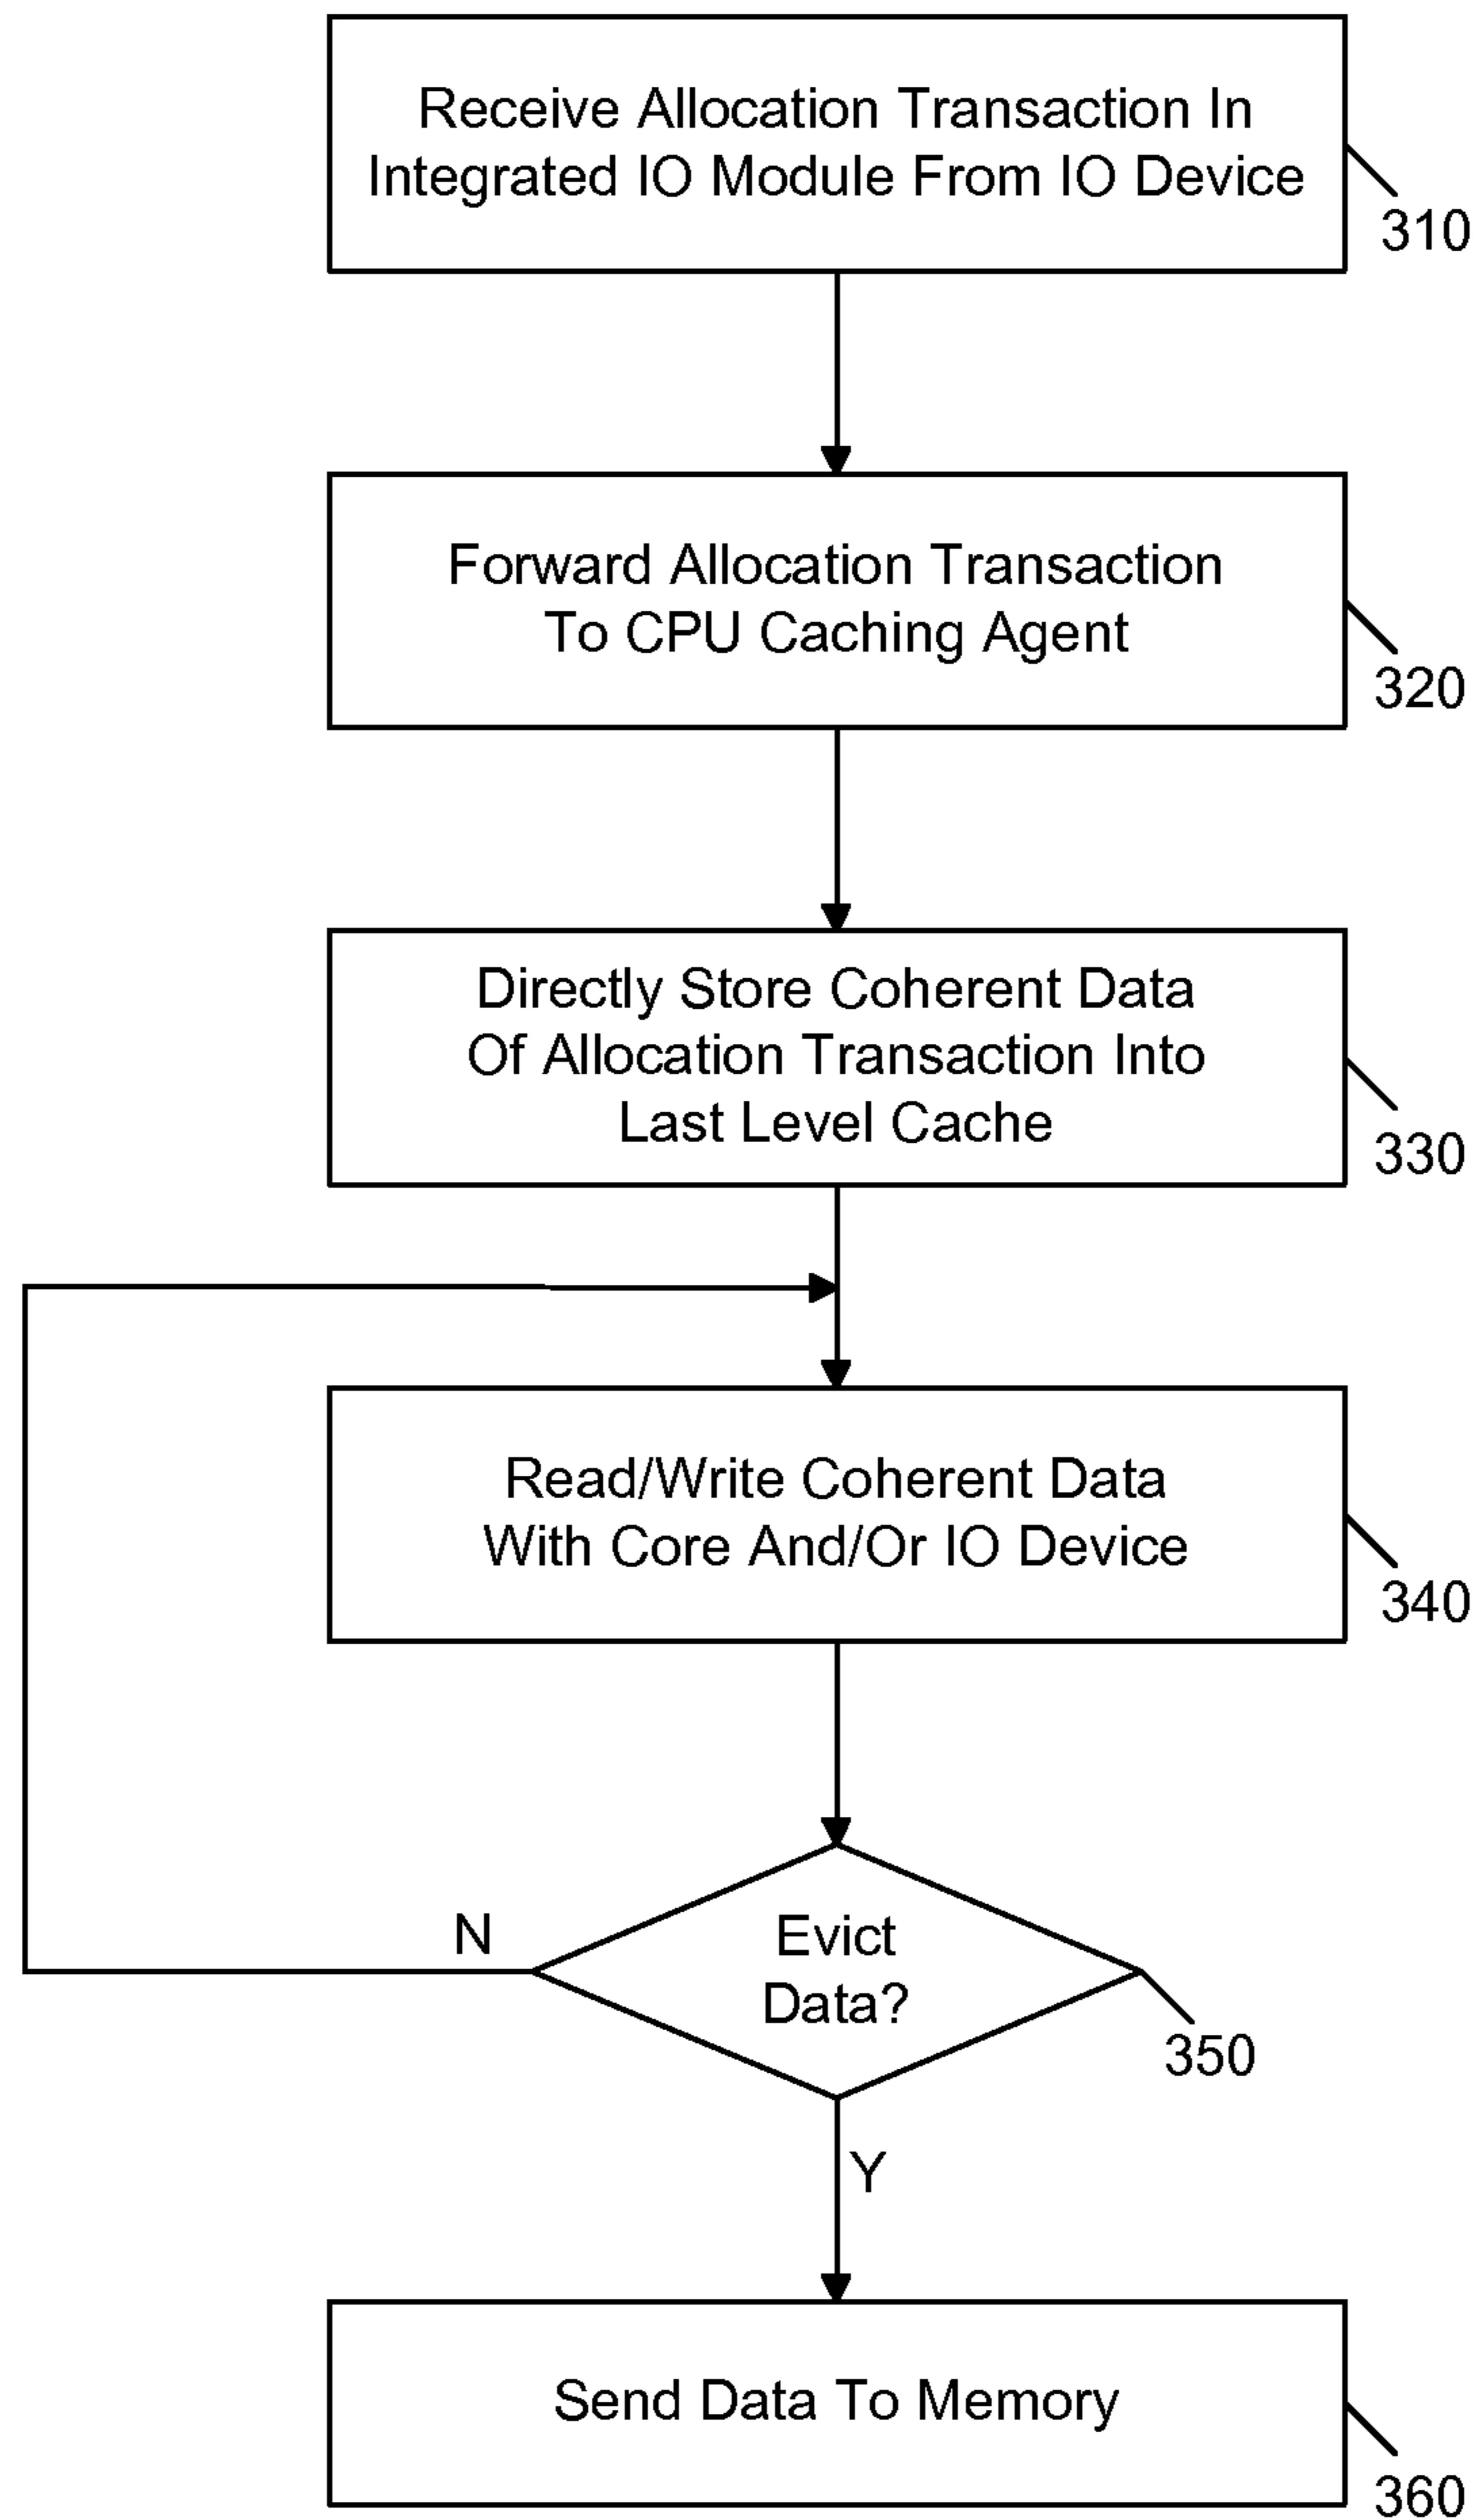 Receive Allocation Transaction In
Integrated IO Module From IO Device
310
Forward Allocation Transaction
To CPU Caching Agent
320
Directly Store Coherent Data
Of Allocation Transaction Into
Last Level Cache
330
Read/Write Coherent Data
With Core And/Or IO Device
340
N
Evict
Data?
350
Y
Send Data To Memory
360